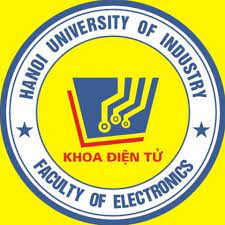 HANOI UNIVERSITY OF INDUSTRY
KHOA ĐIỆN TỬ
FACULTY OF ELECTRONICS